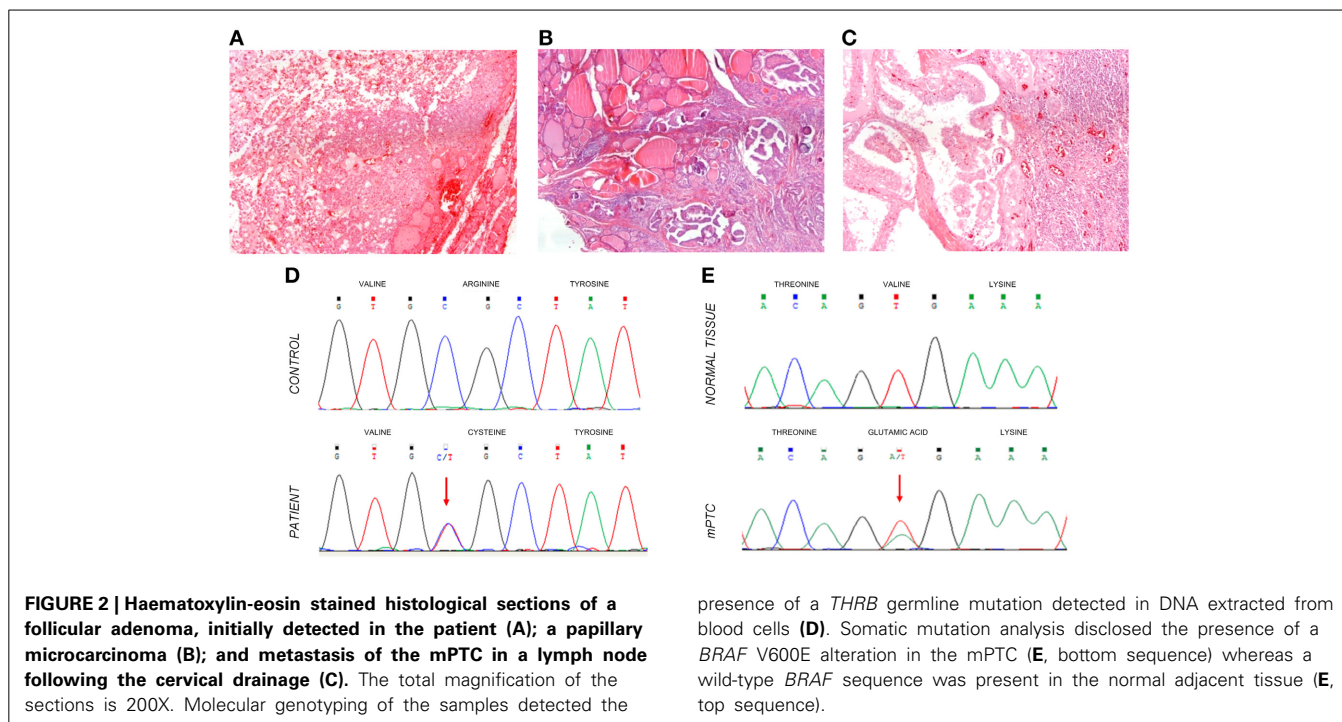 A
B
C
D
VALINE ARGININE TYROSINE
G T G C G C T A T
CONTROL
VALINE CYSTEINE TYROSINE
G T G C/T G C T A T
PATIENT
E
THREONINE VALINE LYSINE
A C A G T G A A A
NORMAL TISSUE
THREONINE GLUTAMIC ACID LYSINE
A C A G A/T G A A A
mPTC
FIGURE 2 | Haematoxylin-eosin stained histological sections of a
follicular adenoma, initially detected in the patient (A); a papillary
microcarcinoma (B); and metastasis of the mPTC in a lymph node
following the cervical drainage (C). The total magnification of the
sections is 200X. Molecular genotyping of the samples detected the
presence of a THRB germline mutation detected in DNA extracted from
blood cells (D). Somatic mutation analysis disclosed the presence of a
BRAF V600E alteration in the mPTC (E, bottom sequence) whereas a
wild-type BRAF sequence was present in the normal adjacent tissue (E,
top sequence).